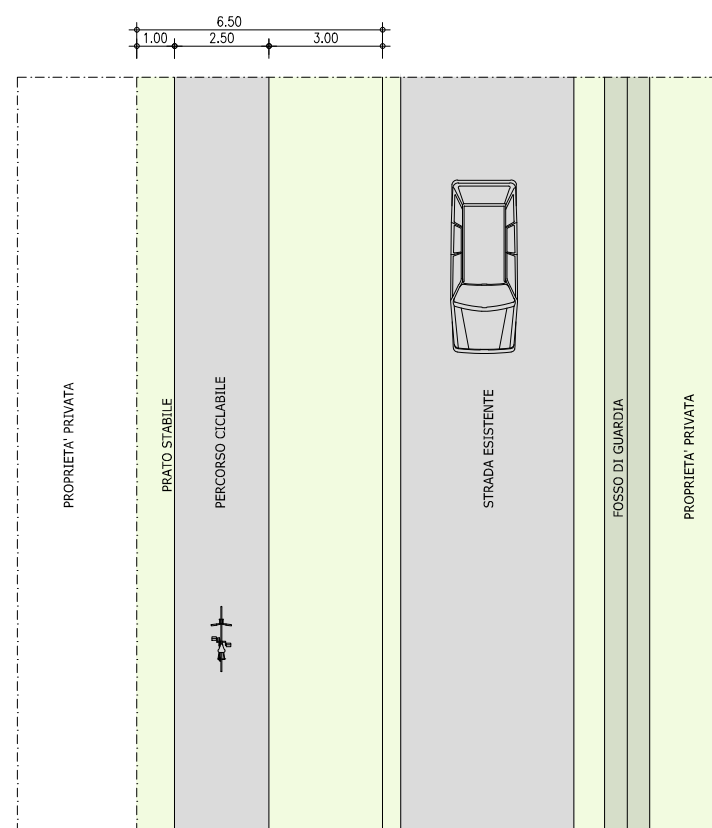 6.50
1.00 2.50 3.00
PROPRIETA' PRIVATA
PRATO STABILE
PERCORSO CICLABILE
STRADA ESISTENTE
FOSSO DI GUARDIA
PROPRIETA' PRIVATA